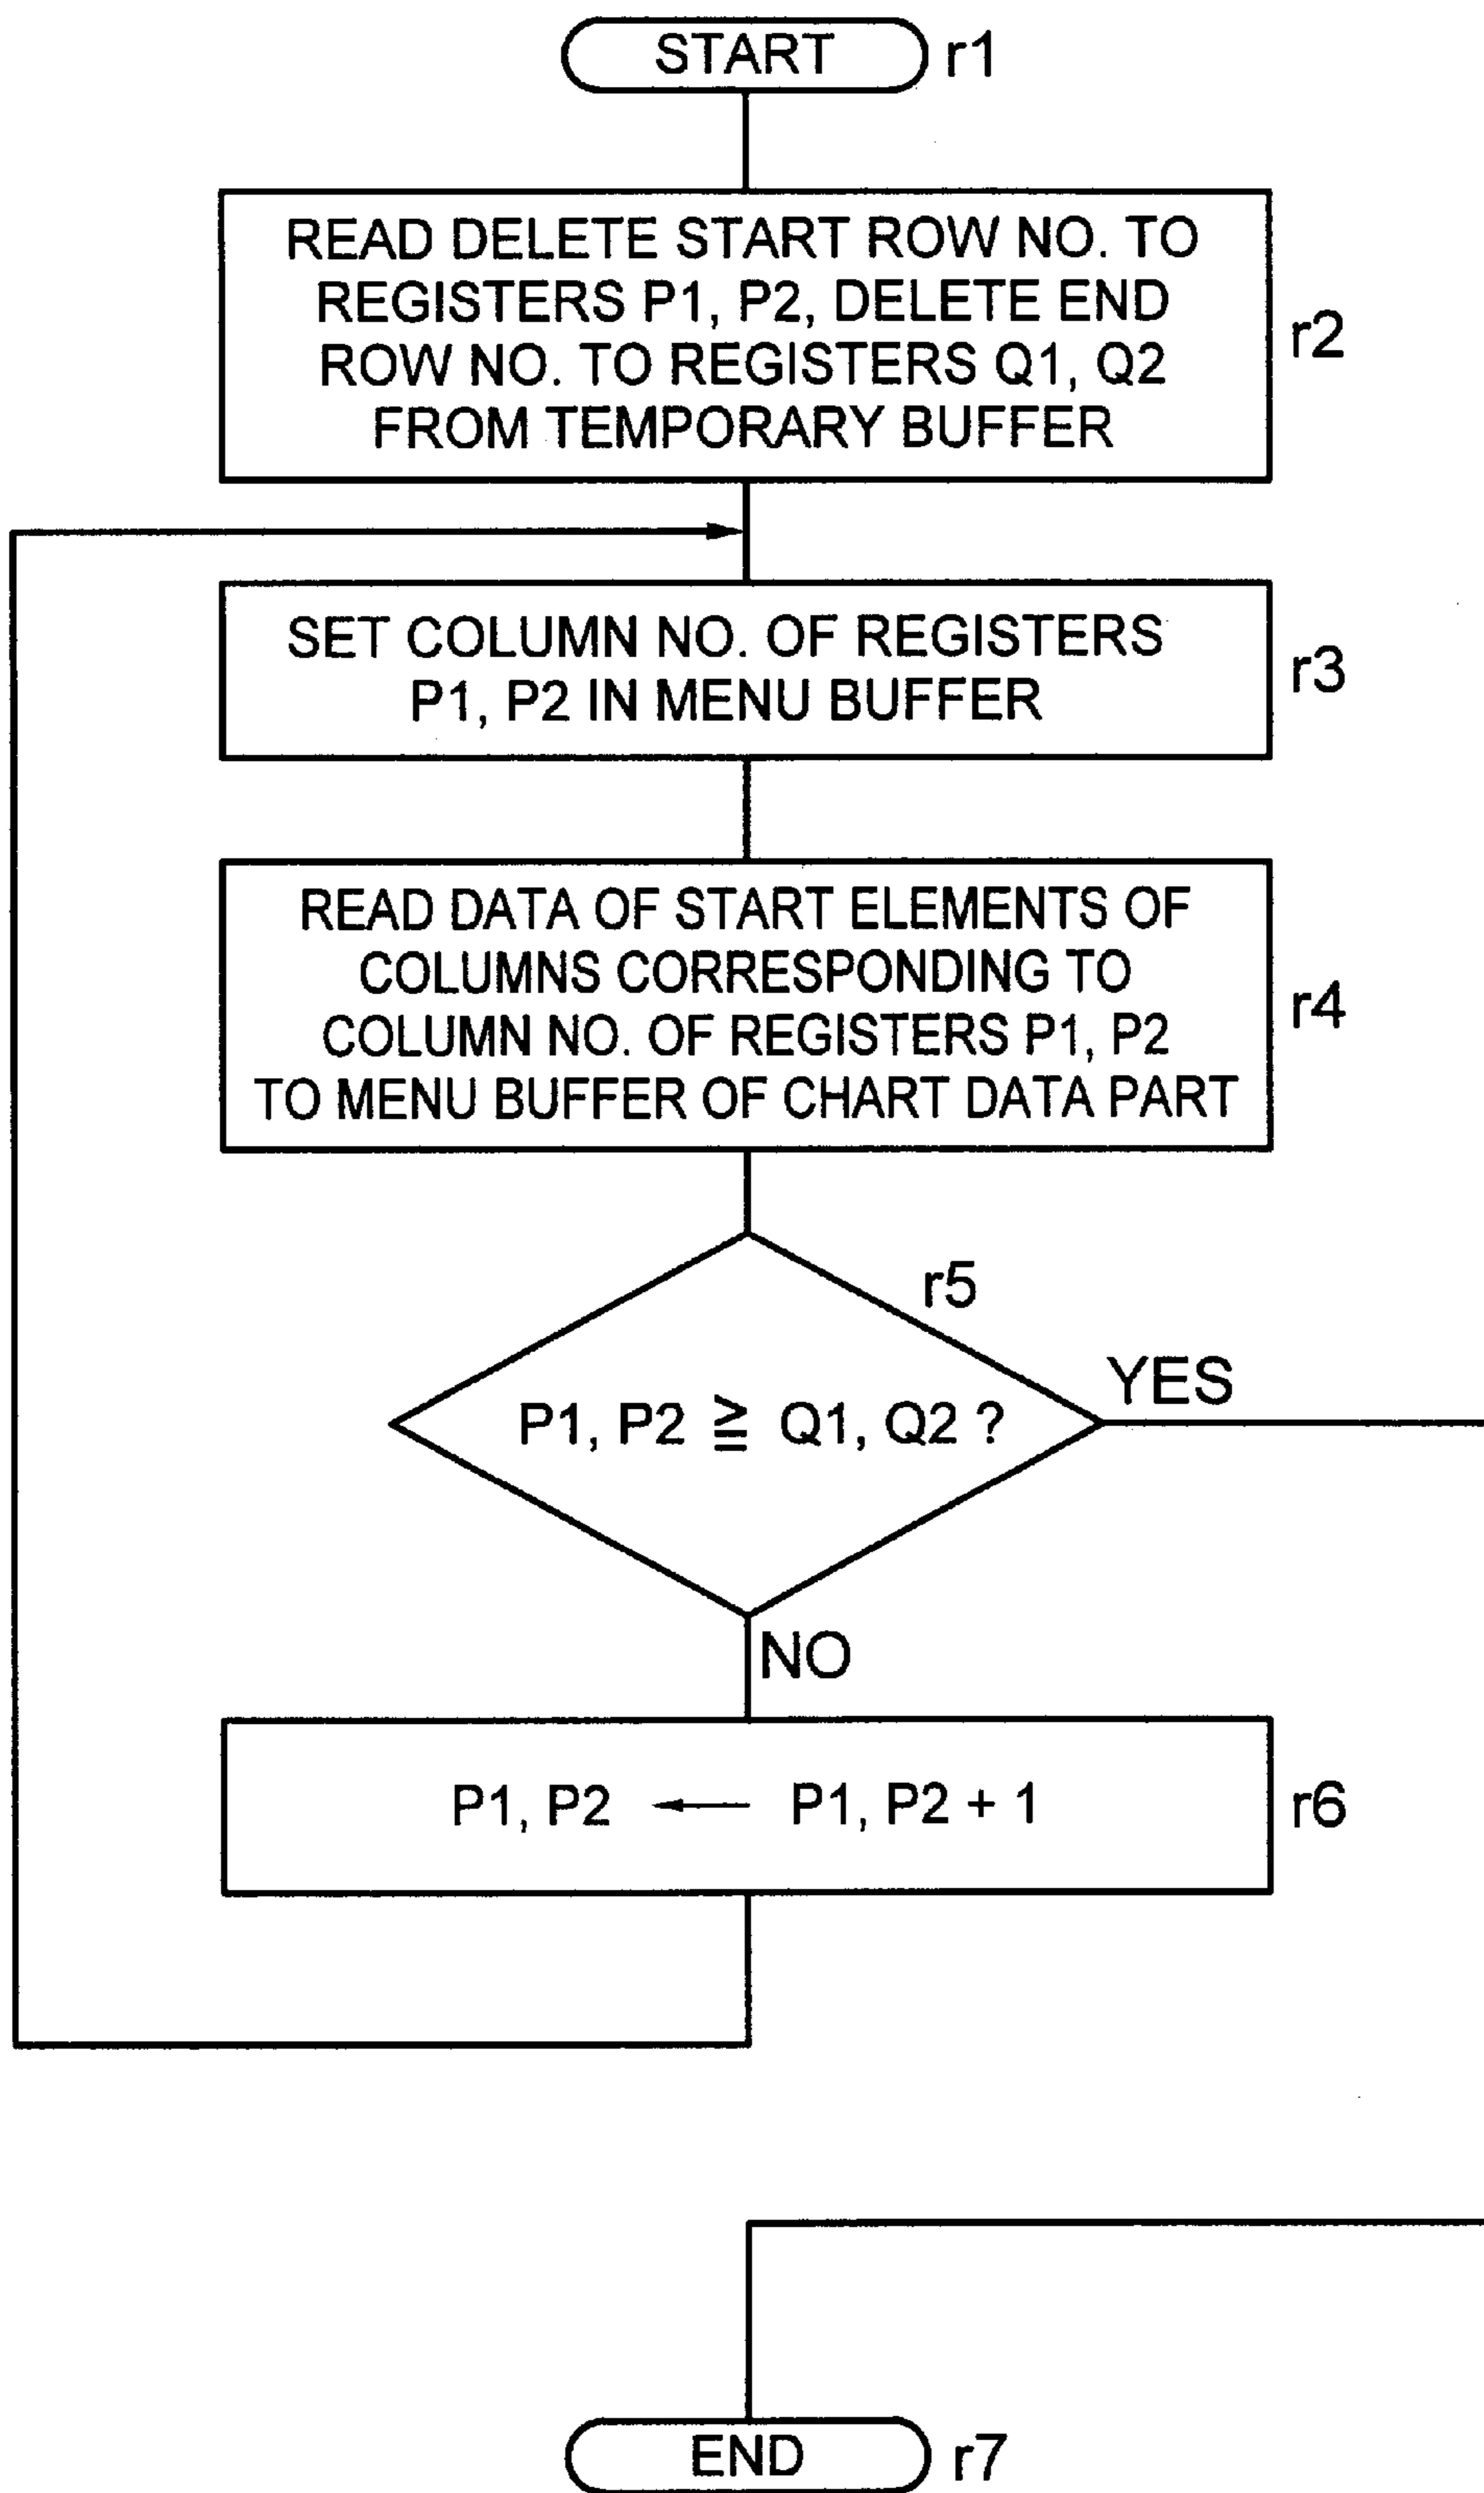 START r1
READ DELETE START ROW NO. TO
REGISTERS P1, P2, DELETE END
ROW NO. TO REGISTERS Q1, Q2
FROM TEMPORARY BUFFER
r2
SET COLUMN NO. OF REGISTERS
P1, P2 IN MENU BUFFER
r3
READ DATA OF START ELEMENTS OF
COLUMNS CORRESPONDING TO
COLUMN NO. OF REGISTERS P1, P2
TO MENU BUFFER OF CHART DATA PART
r4
r5
P1, P2 ≧ Q1, Q2 ?
YES
NO
P1, P2 ← P1, P2 + 1
r6
END r7